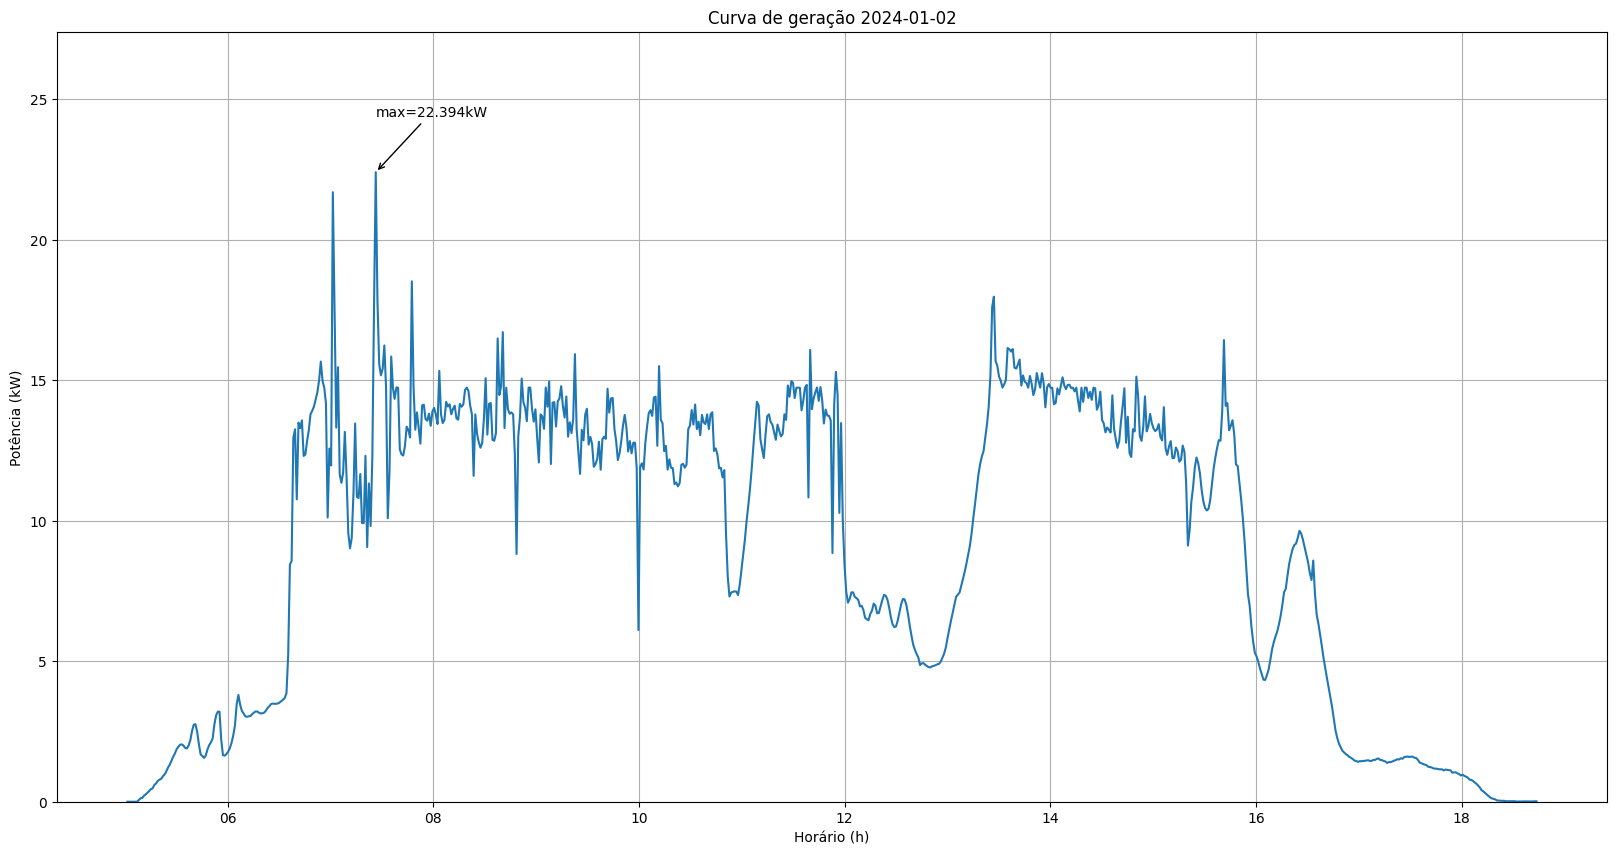 Curva de geração 2024-01-02
max=22.394kW
Potência (kW)
25
20
15
10
5
0
06 08 10 12 14 16 18
Horário (h)